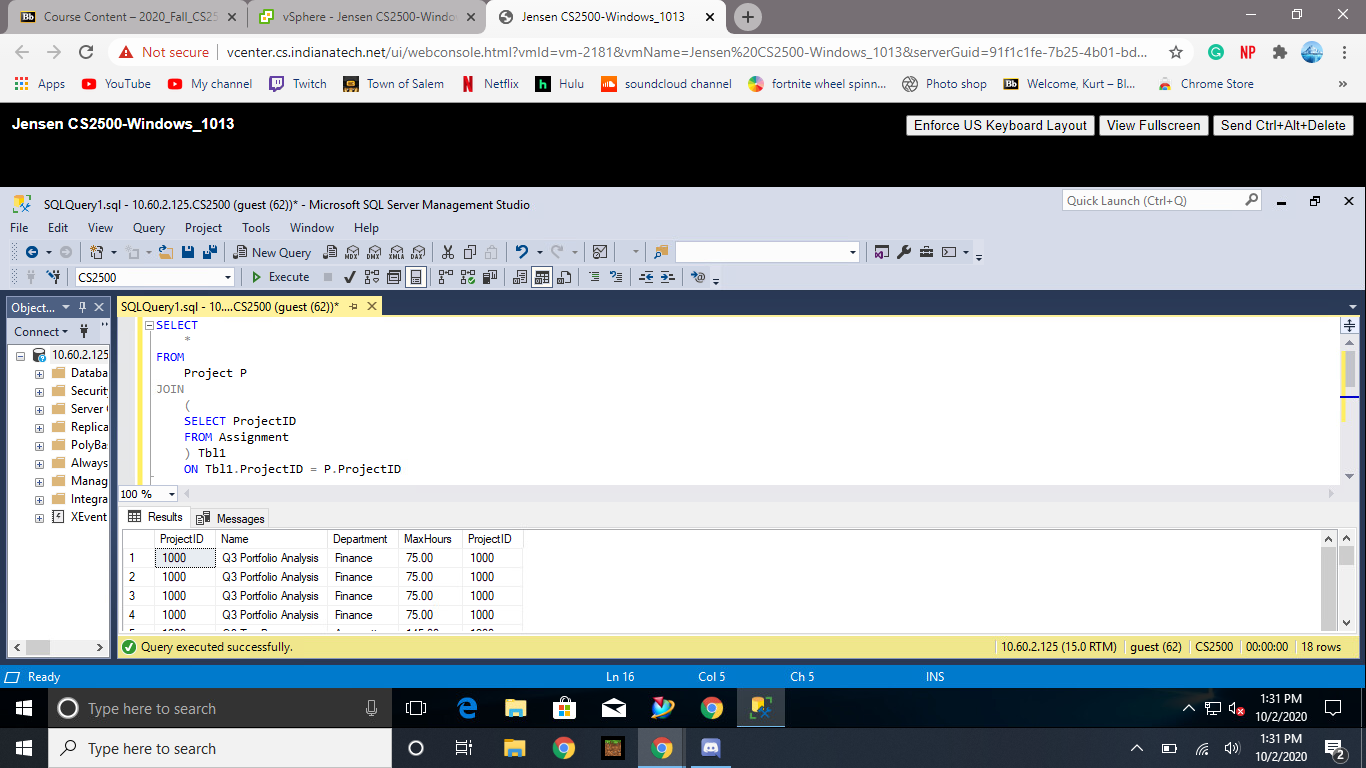 Course Content – 2020_Fall_CS25
vSphere - Jensen CS2500-Windo
Jensen CS2500-Windows_1013
Not secure | vcenter.cs.indianatech.net/ui/webconsole.html?vmId=vm-2181&vmName=Jensen%20CS2500-Windows_1013&serverGuid=91f1c1fe-7b25-4b01-bd...
NP
Apps YouTube My channel Twitch Town of Salem Netflix Hulu soundcloud channel fortnite wheel spinn... Photo shop Welcome, Kurt – Bl... Chrome Store »
Jensen CS2500-Windows_1013
Enforce US Keyboard Layout View Fullscreen Send Ctrl+Alt+Delete
SQLQuery1.sql - 10.60.2.125.CS2500 (guest (62))* - Microsoft SQL Server Management Studio
Quick Launch (Ctrl+Q)
File Edit View Query Project Tools Window Help
New Query MDX DMX XMLA DAX
CS2500 Execute
Object...
SQLQuery1.sql - 10....CS2500 (guest (62))*
Connect
10.60.2.125
Databa
Security
Server
Replica
PolyBa
Always
Manag
Integra
XEvent
SELECT
*
FROM
Project P
JOIN
(
SELECT ProjectID
FROM Assignment
) Tbl1
ON Tbl1.ProjectID = P.ProjectID
100 %
Results Messages
ProjectID Name Department MaxHours ProjectID
1 1000 Q3 Portfolio Analysis Finance 75.00 1000
2 1000 Q3 Portfolio Analysis Finance 75.00 1000
3 1000 Q3 Portfolio Analysis Finance 75.00 1000
4 1000 Q3 Portfolio Analysis Finance 75.00 1000
Query executed successfully.
10.60.2.125 (15.0 RTM) guest (62) CS2500 00:00:00 18 rows
Ready Ln 16 Col 5 Ch 5 INS
Type here to search
1:31 PM
10/2/2020
Type here to search
1:31 PM
10/2/2020
2